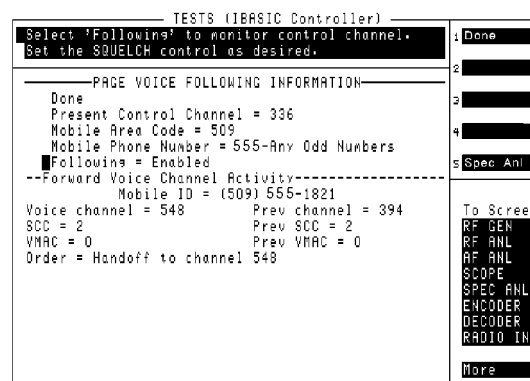 TESTS (IBASIC Controller)
Select 'Following' to monitor control channel.
Set the SQUELCH control as desired.
PAGE VOICE FOLLOWING INFORMATION
Done
Present Control Channel = 336
Mobile Area Code = 509
Mobile Phone Number = 555-Any Odd Numbers
Following = Enabled
--Forward Voice Channel Activity---------------
Mobile ID = (509) 555-1821
Voice channel = 548 Prev channel = 394
SCC = 2 Prev SCC = 2
VMAC = 0 Prev VMAC = 0
Order = Handoff to channel 548
1 Done
2
3
4
5 Spec Anl
To Scree
RF GEN
RF ANL
AF ANL
SCOPE
SPEC ANL
ENCODER
DECODER
RADIO IN
More